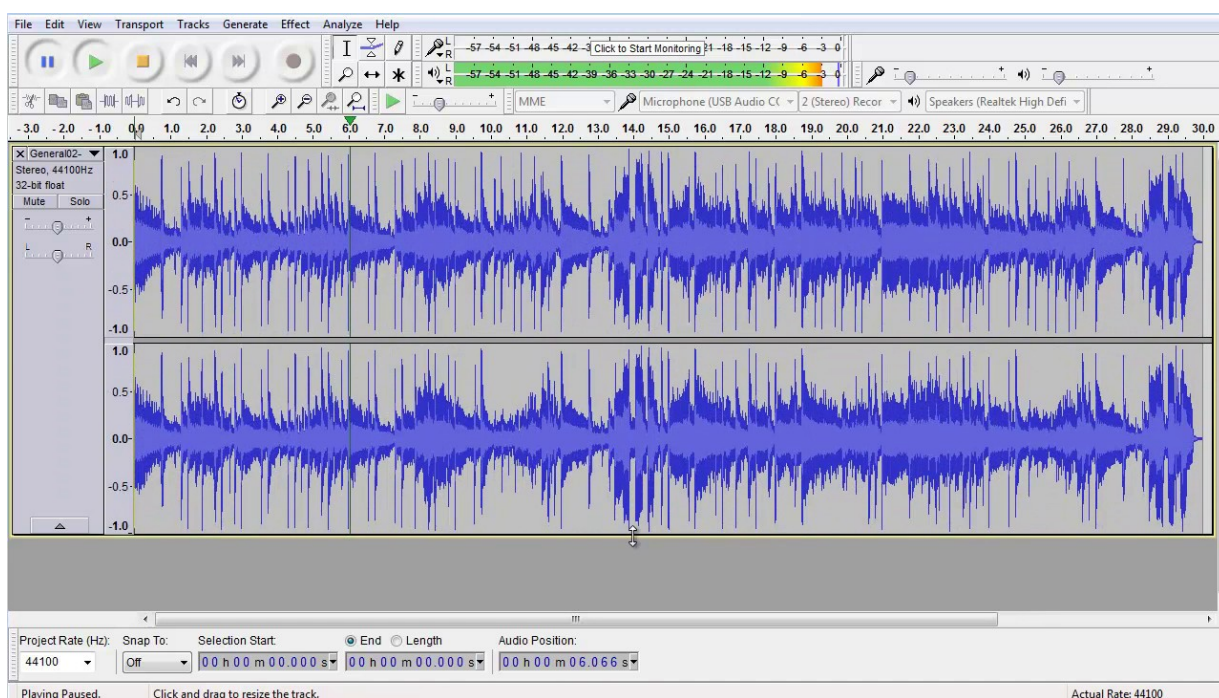 File Edit View Transport Tracks Generate Effect Analyze Help
L
R
-57 -54 -51 -48 -45 -42 -3 Click to Start Monitoring 21 -18 -15 -12 -9 -6 -3 0
L
R
-57 -54 -51 -48 -45 -42 -39 -36 -33 -30 -27 -24 -21 -18 -15 -12 -9 -6 -3 0
MME Microphone (USB Audio C( 2 (Stereo) Recor Speakers (Realtek High Defi
-3.0 -2.0 -1.0 0.0 1.0 2.0 3.0 4.0 5.0 6.0 7.0 8.0 9.0 10.0 11.0 12.0 13.0 14.0 15.0 16.0 17.0 18.0 19.0 20.0 21.0 22.0 23.0 24.0 25.0 26.0 27.0 28.0 29.0 30.0
X General02- 1.0
Stereo, 44100Hz
32-bit float
Mute Solo 0.5-
- +
L R
0.0-
-0.5-
-1.0
1.0
0.5-
0.0-
-0.5-
-1.0
Project Rate (Hz): Snap To: Selection Start: End Length Audio Position:
44100 Off 00 h 00 m 00.000 s 00 h 00 m 00.000 s 00 h 00 m 06.066 s
Playing Paused. Click and drag to resize the track. Actual Rate: 44100